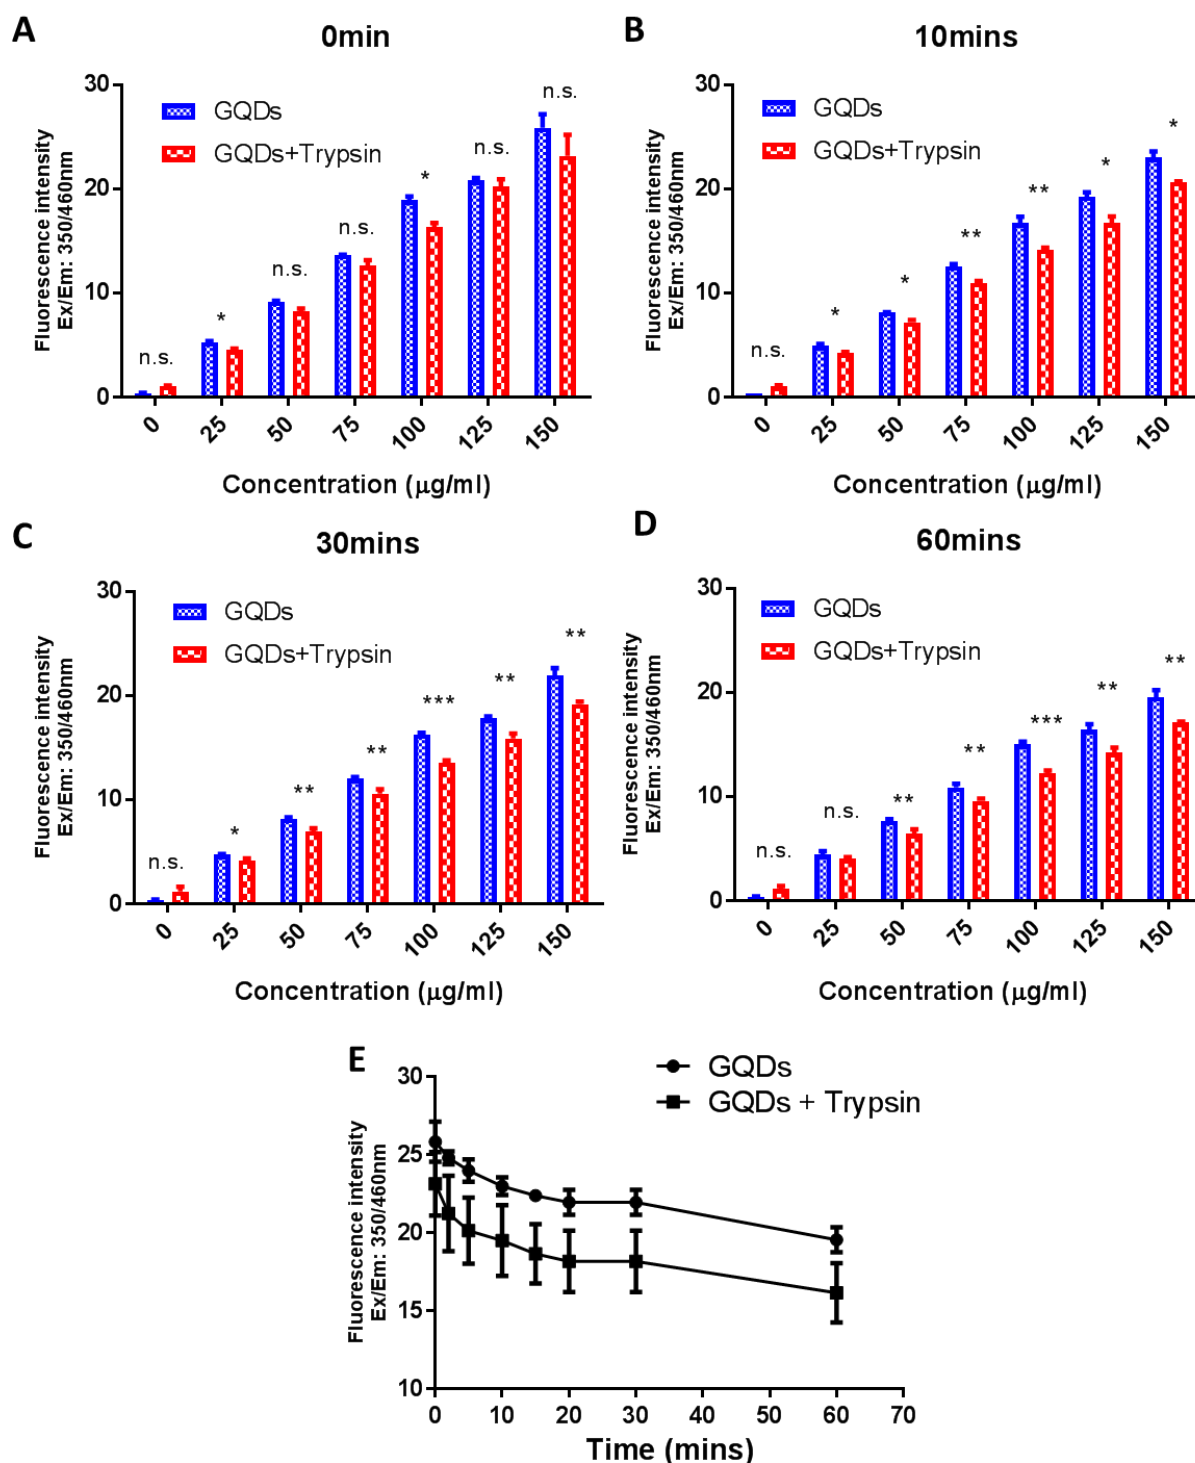 A
0min
30
20
10
0
Fluorescence intensity
Ex/Em: 350/460nm
GQDs
GQDs+Trypsin
n.s.
*
n.s.
n.s.
*
n.s.
n.s.
0
25
50
75
100
125
150
Concentration (μg/ml)
B
10mins
30
20
10
0
Fluorescence intensity
Ex/Em: 350/460nm
GQDs
GQDs+Trypsin
n.s.
*
*
**
**
*
*
0
25
50
75
100
125
150
Concentration (μg/ml)
C
30mins
30
20
10
0
Fluorescence intensity
Ex/Em: 350/460nm
GQDs
GQDs+Trypsin
n.s.
*
**
**
***
**
**
0
25
50
75
100
125
150
Concentration (μg/ml)
D
60mins
30
20
10
0
Fluorescence intensity
Ex/Em: 350/460nm
GQDs
GQDs+Trypsin
n.s.
n.s.
**
**
***
**
**
0
25
50
75
100
125
150
Concentration (μg/ml)
E
GQDs
GQDs + Trypsin
30
25
20
15
10
Fluorescence intensity
Ex/Em: 350/460nm
0 10 20 30 40 50 60 70
Time (mins)